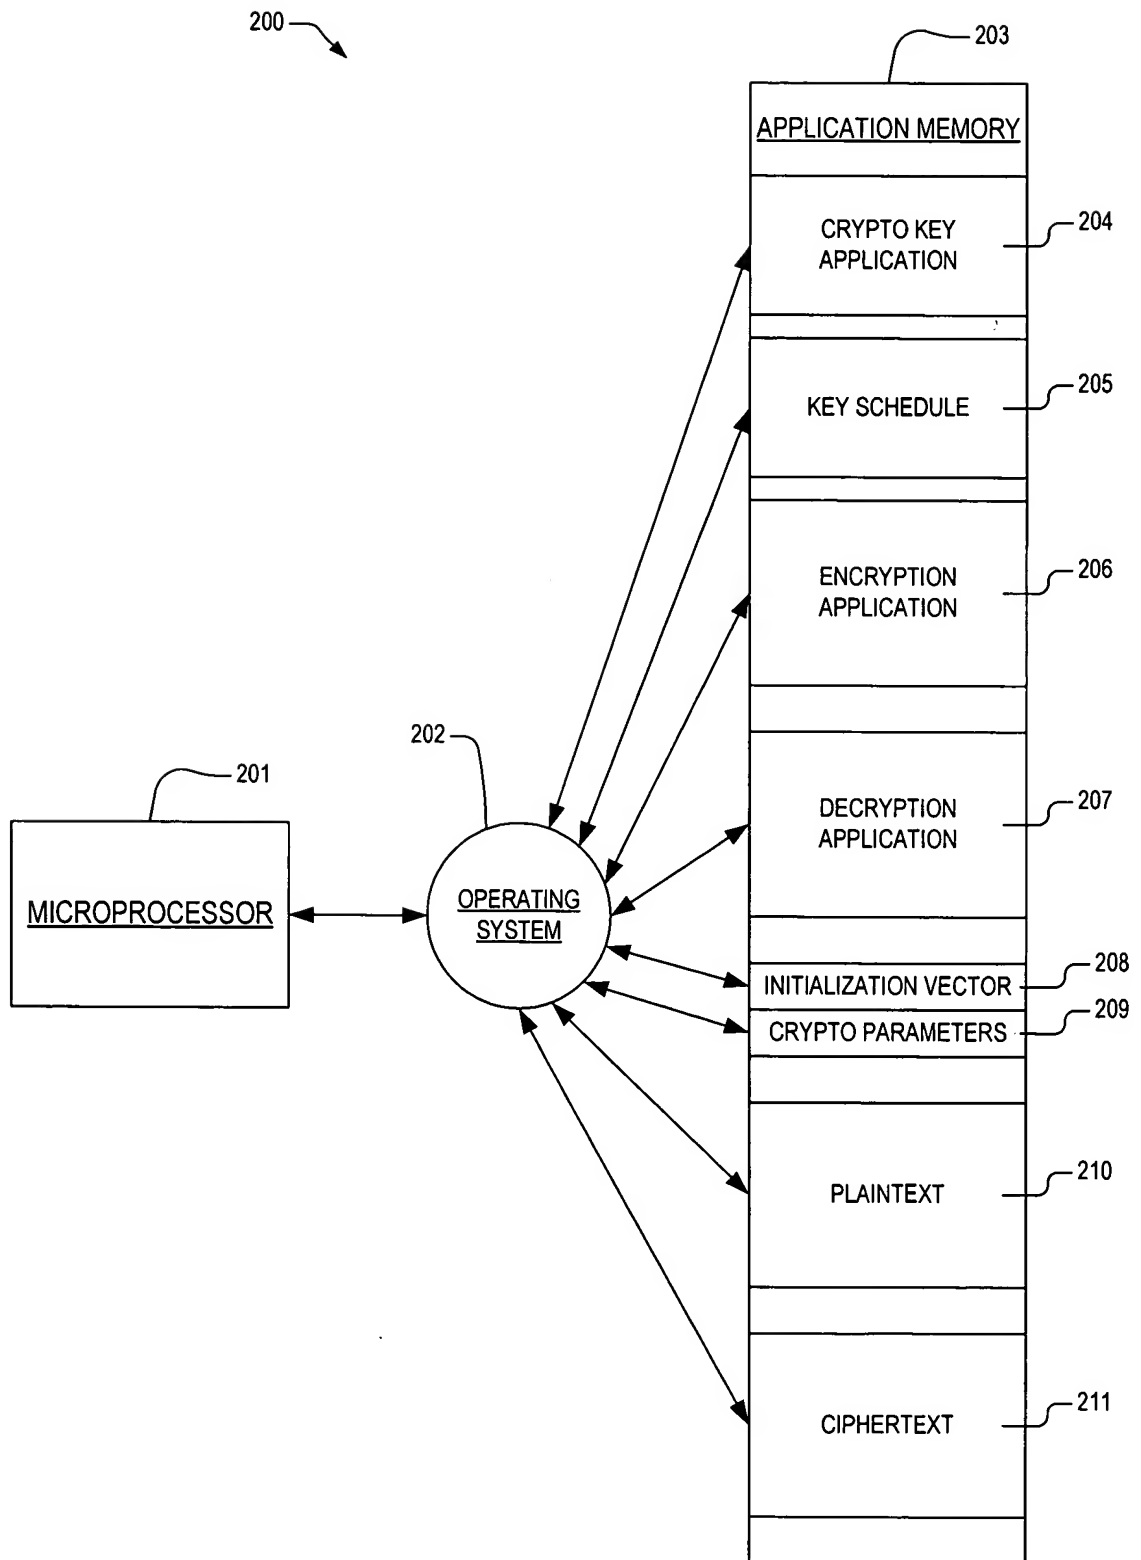 200
203
APPLICATION MEMORY
CRYPTO KEY
APPLICATION
204
KEY SCHEDULE
205
ENCRYPTION
APPLICATION
206
202
201
DECRYPTION
APPLICATION
207
MICROPROCESSOR
OPERATING
SYSTEM
INITIALIZATION VECTOR
208
CRYPTO PARAMETERS
209
PLAINTEXT
210
CIPHERTEXT
211